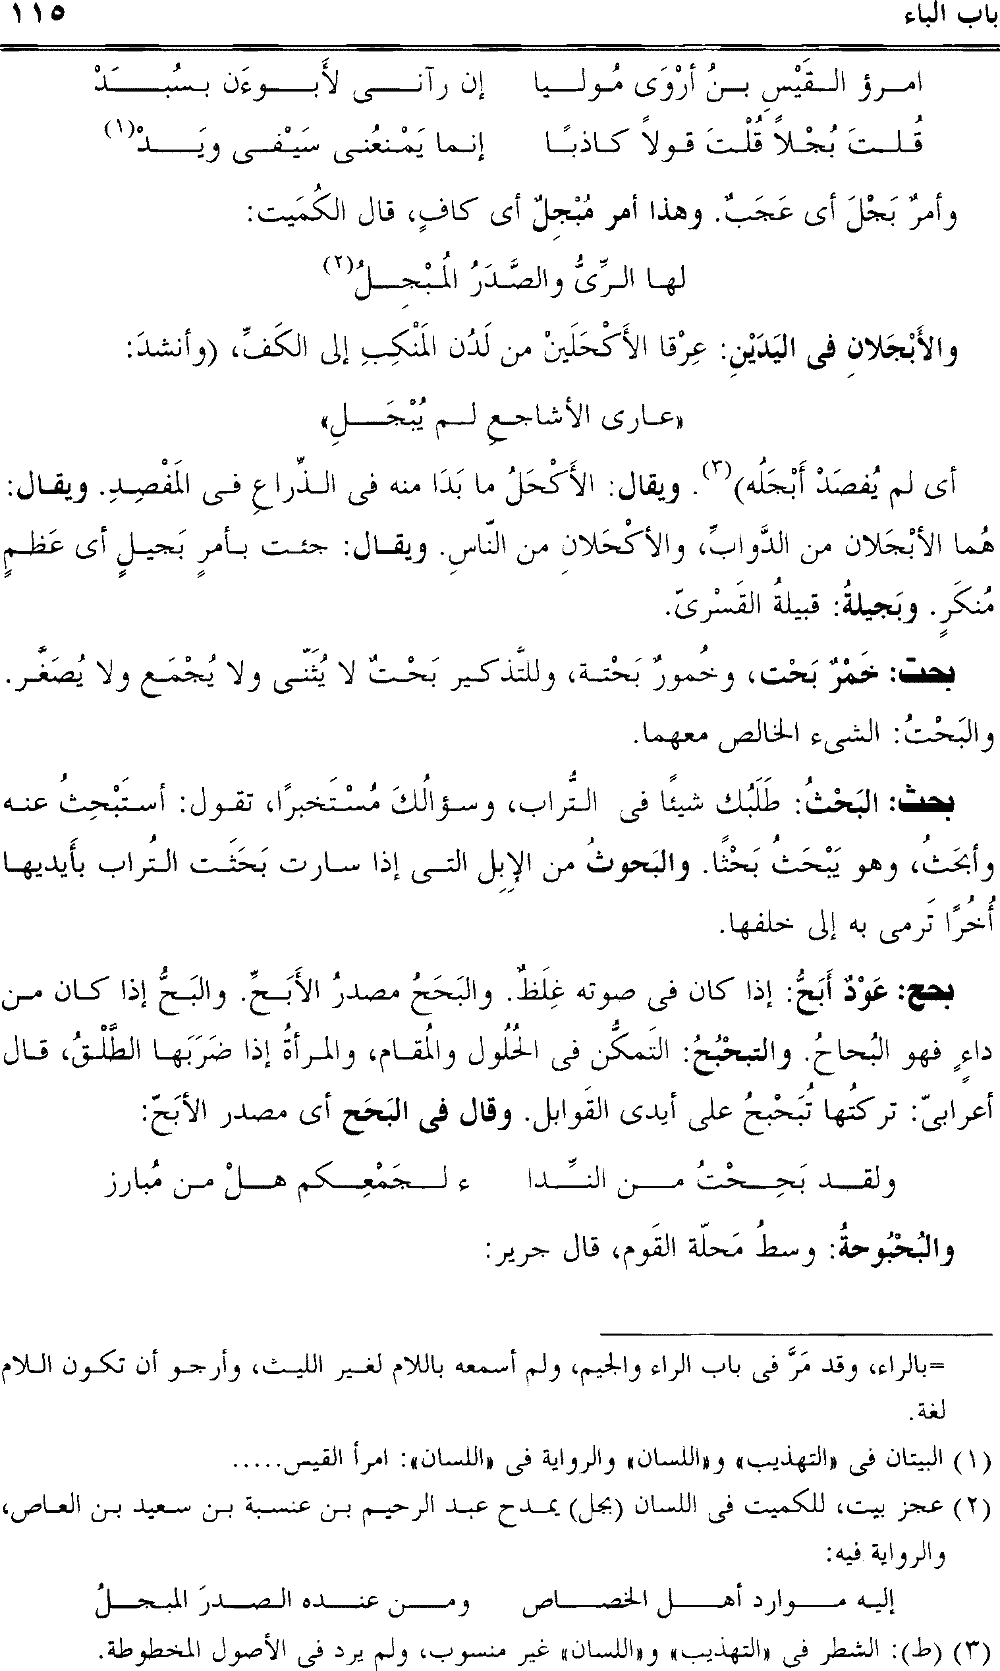 باب الباء ١١٥
امرؤ القَيْسِ بنُ أرْوَى مُوليا إن رآنى لأَبوءَن بسُبَدْ
قُلتَ بُجْلاً قُلْتَ قولاً كاذبًا إنما يَمْنعُنى سَيْفى ويَدْ(١)
وأمرٌ بَجْلَ أى عَجَبٌ. وهذا أمر مُبْجِلٌ أى كافٍ، قال الكُمَيت:
لها الرِّىُّ والصَّدَرُ المُبْجِلُ(٢)
والأَبْجَلانِ فى اليَدَيْنِ: عِرْقا الأَكْحَلَيْنْ من لَدُن المَنْكِبِ إلى الكَفِّ، (وأنشدَ:
«عارى الأشاجعِ لم يُبْجَلِ»
أى لم يُفصَدْ أَبْجَلُه)(٣). ويقال: الأَكْحَلُ ما بَدَا منه فى الذِّراعِ فى المَفْصِدِ. ويقال:
هُما الأبْجَلان من الدَّوابِّ، والأكْحَلانِ من النّاسِ. ويقال: جئت بأمرٍ بَجيلٍ أى عَظمٍ
مُنكَرٍ. وبَجيلةُ: قبيلةُ القَسْرىّ.
بحت: خَمْرٌ بَحْت، وخُمورٌ بَحْتة، وللتَّذكير بَحْتٌ لا يُثَنّى ولا يُجْمَع ولا يُصَغَّر.
والبَحْتُ: الشىء الخالص معهما.
بحث: البَحْثُ: طَلَبُك شيئًا فى التُّراب، وسؤالُكَ مُسْتَخبرًا، تقول: أستَبْحِثُ عنه
وأبحَثُ، وهو يَبْحَثُ بَحْثًا. والبَحوثُ من الإبِلِ التى إذا سارت بَحَثَت التُراب بأيديها
أُخُرًا تَرمى به إلى خلفها.
بحح: عَوْدٌ أَبَحُّ: إذا كان فى صوته غِلَظٌ. والبَحَحُ مصدرُ الأَبَحِّ. والبَحُّ إذا كان من
داءٍ فهو البُحاحُ. والتبحْبُحُ: التَمكُّن فى الحُلُول والمُقام، والمرأةُ إذا ضَرَبَها الطَّلْقُ، قال
أعرابىّ: تركتُها تُبَحْبحُ على أيدى القَوابل. وقال فى البَحَح أى مصدر الأبَحّ:
ولقد بَحِحْتُ من النِّدا ء لجَمْعِكم هلْ من مُبارز
والبُحْبُوحةُ: وسطُ مَحلّة القَوم، قال جرير:
=بالراء، وقد مَرَّ فى باب الراء والجيم، ولم أسمعه باللام لغير الليث، وأرجو أن تكون اللام
لغة.
(١) البيتان فى «التهذيب» و«اللسان» والرواية فى «اللسان»: امرأ القيس.....
(٢) عجز بيت، للكميت فى اللسان (بجل) يمدح عبد الرحيم بن عنسبة بن سعيد بن العاص،
والرواية فيه:
إليه موارد أهل الخصاص ومن عنده الصدرَ المبجلُ
(٣) (ط): الشطر فى «التهذيب» و«اللسان» غير منسوب، ولم يرد فى الأصول المخطوطة.